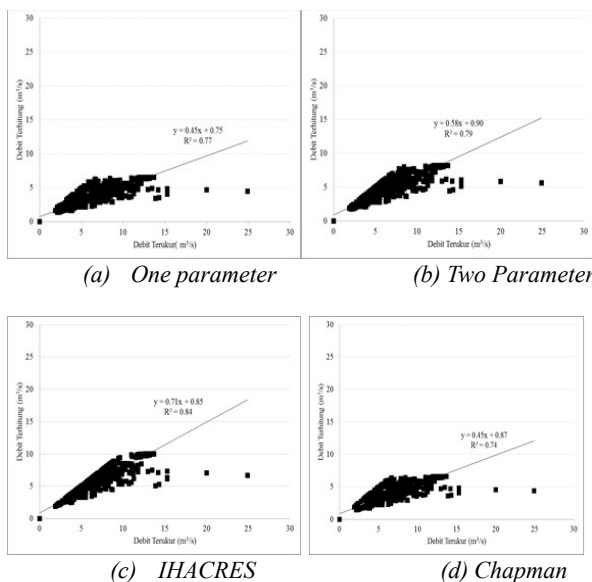 30
25
20
15
10
5
0
Debit Terhitung (m³/s)
y = 0.45x + 0.75
R² = 0.77
0 5 10 15 20 25 30
Debit Terukur( m³/s)
(a) One parameter
30
25
20
15
10
5
0
Debit Terhitung (m³/s)
y = 0.58x + 0.90
R² = 0.79
0 5 10 15 20 25 30
Debit Terukur (m³/s)
(b) Two Parameter
30
25
20
15
10
5
0
Debit Terhitung (m³/s)
y = 0.71x + 0.85
R² = 0.84
0 5 10 15 20 25 30
Debit Terukur (m³/s)
(c) IHACRES
30
25
20
15
10
5
0
Debit Terhitung (m³/s)
y = 0.45x + 0.87
R² = 0.74
0 5 10 15 20 25 30
Debit Terukur (m³/s)
(d) Chapman